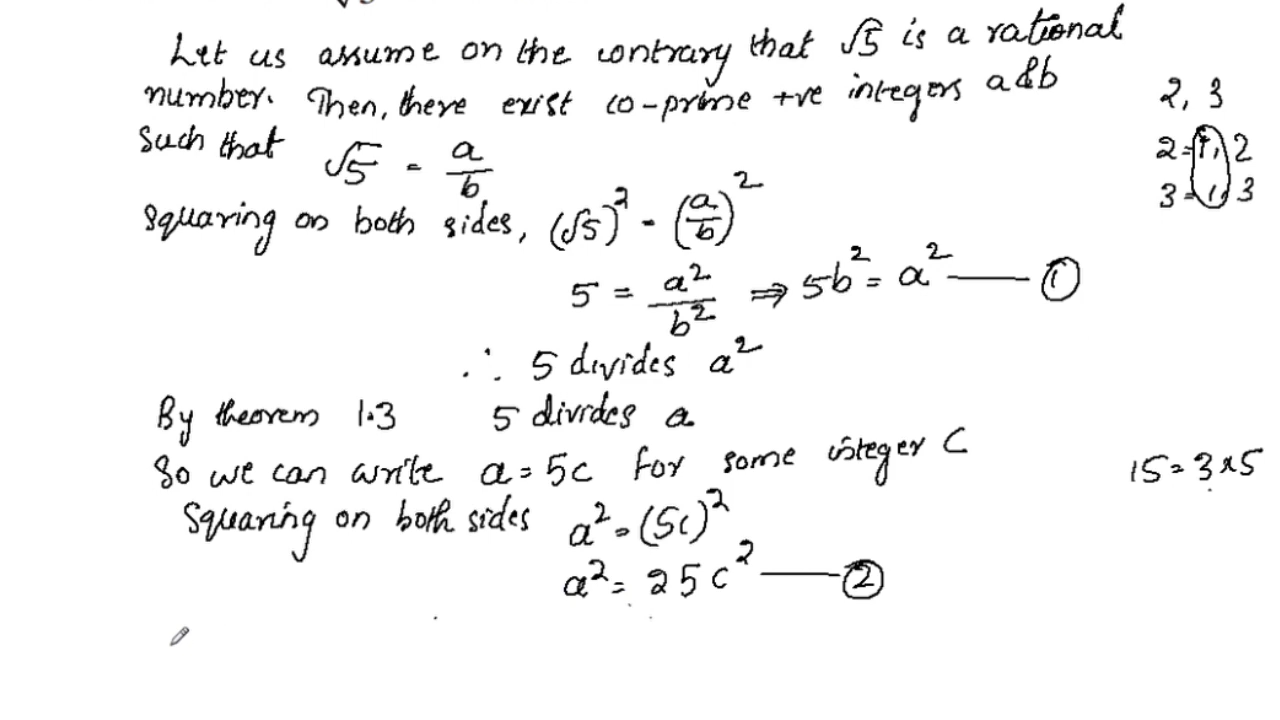 Let us assume on the contrary that √5 is a rational
number. Then, there exist co-prime +ve integers a & b
2, 3
Such that √5 = a/b
2 = 1, 2
3 = 1, 3
Squaring on both sides, (√5)² = (a/b)²
5 = a²/b² ⇒ 5b² = a² —— ①
∴ 5 divides a²
By theorem 1.3 5 divides a
So we can write a = 5c for some integer C
15 = 3 × 5
Squaring on both sides a² = (5c)²
a² = 25c² —— ②